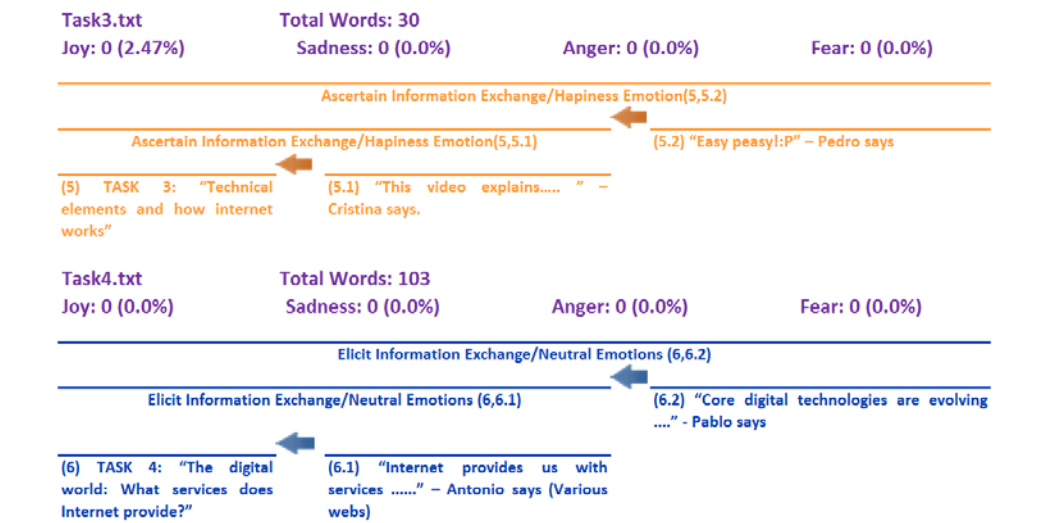 Task3.txt Total Words: 30
Joy: 0 (2.47%) Sadness: 0 (0.0%) Anger: 0 (0.0%) Fear: 0 (0.0%)
Ascertain Information Exchange/Hapiness Emotion(5,5.2)
Ascertain Information Exchange/Hapiness Emotion(5,5.1)
(5.2) “Easy peasy!:P” – Pedro says
(5) TASK 3: “Technical
elements and how internet
works”
(5.1) “This video explains..... ” –
Cristina says.
Task4.txt Total Words: 103
Joy: 0 (0.0%) Sadness: 0 (0.0%) Anger: 0 (0.0%) Fear: 0 (0.0%)
Elicit Information Exchange/Neutral Emotions (6,6.2)
Elicit Information Exchange/Neutral Emotions (6,6.1)
(6.2) “Core digital technologies are evolving
....” - Pablo says
(6) TASK 4: “The digital
world: What services does
Internet provide?”
(6.1) “Internet provides us with
services ......” – Antonio says (Various
webs)